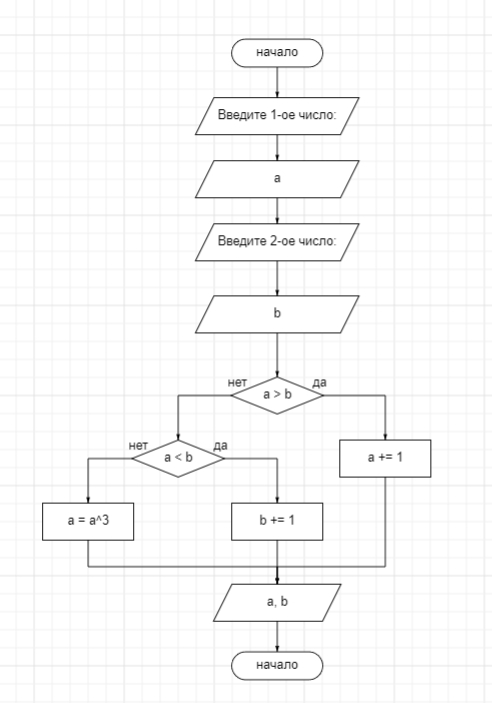 начало
Введите 1-ое число:
a
Введите 2-ое число:
b
нет
a > b
да
нет
a < b
да
a += 1
a = a^3
b += 1
a, b
начало